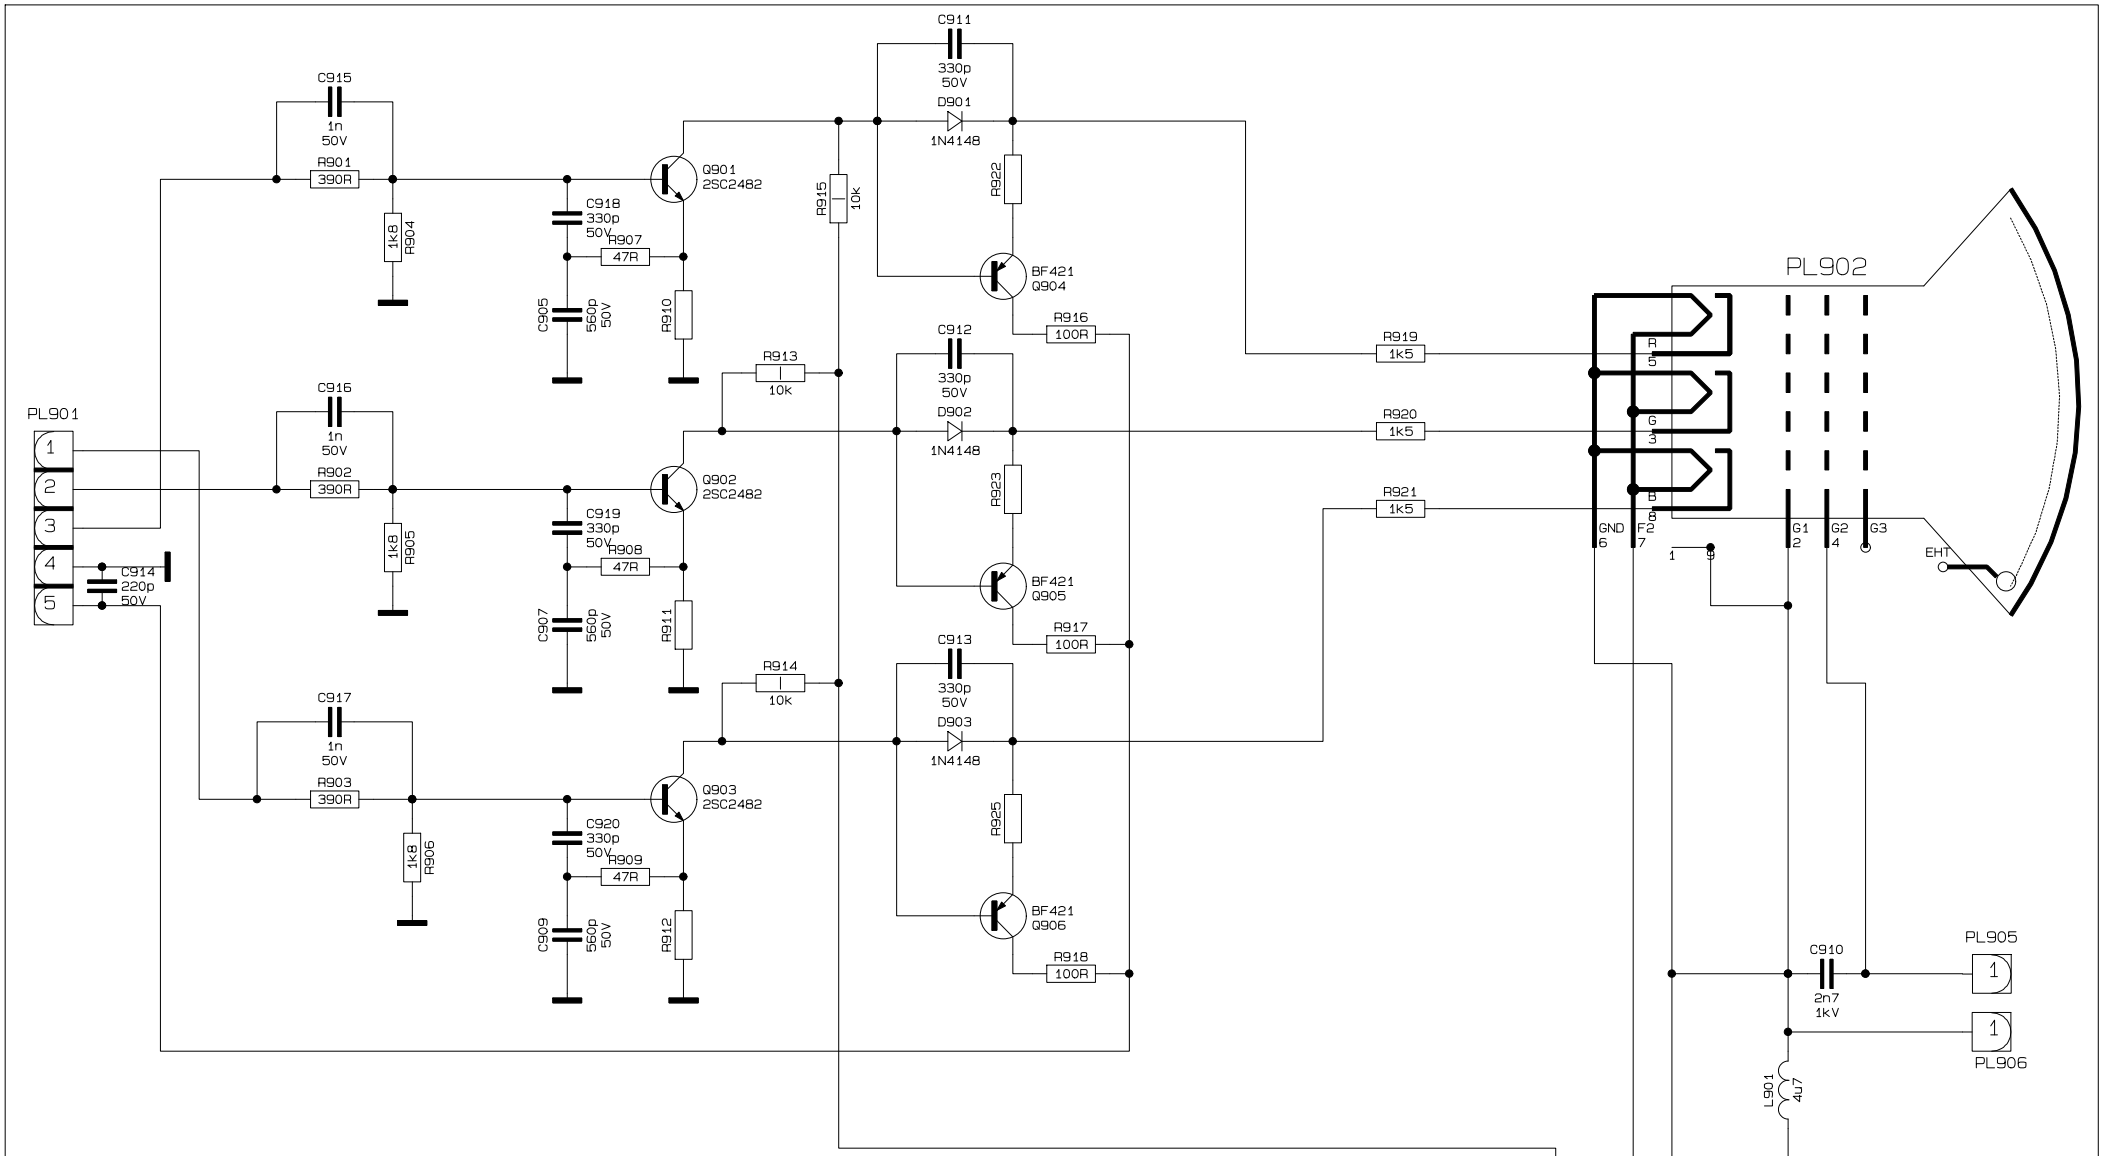 C911
330p
50V
D901
1N4148
C915
1n
50V
R901
390R
1k8
R904
C918
330p
50V
R907
47R
Q901
2SC2482
C905
560p
50V
R910
R915
10k
R922
BF421
Q904
R916
100R
R913
10k
C912
330p
50V
D902
1N4148
C916
1n
50V
R902
390R
1k8
R905
C919
330p
50V
R908
47R
Q902
2SC2482
C907
560p
50V
R911
R923
BF421
Q905
R917
100R
R914
10k
C913
330p
50V
D903
1N4148
C917
1n
50V
R903
390R
1k8
R906
C920
330p
50V
R909
47R
Q903
2SC2482
C909
560p
50V
R912
R925
BF421
Q906
R918
100R
PL901
1
2
3
4
5
C914
220p
50V
R919
1k5
R920
1k5
R921
1k5
PL902
R
5
G
3
B
8
GND
6
F2
7
1
9
G1
2
G2
4
G3
EHT
C910
2n7
1kV
PL905
1
1
PL906
L901
4u7